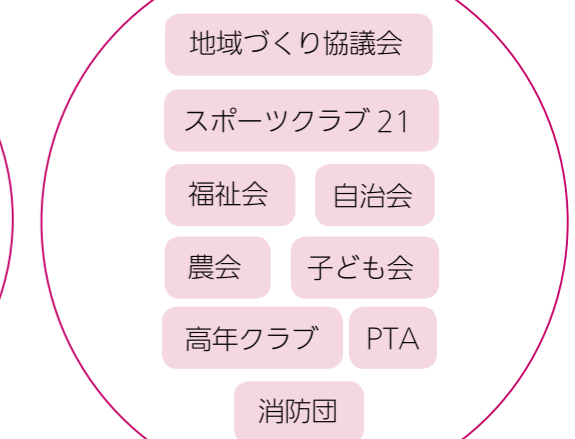 地域づくり協議会
スポーツクラブ 21
福祉会 自治会
農会 子ども会
高年クラブ PTA
消防団